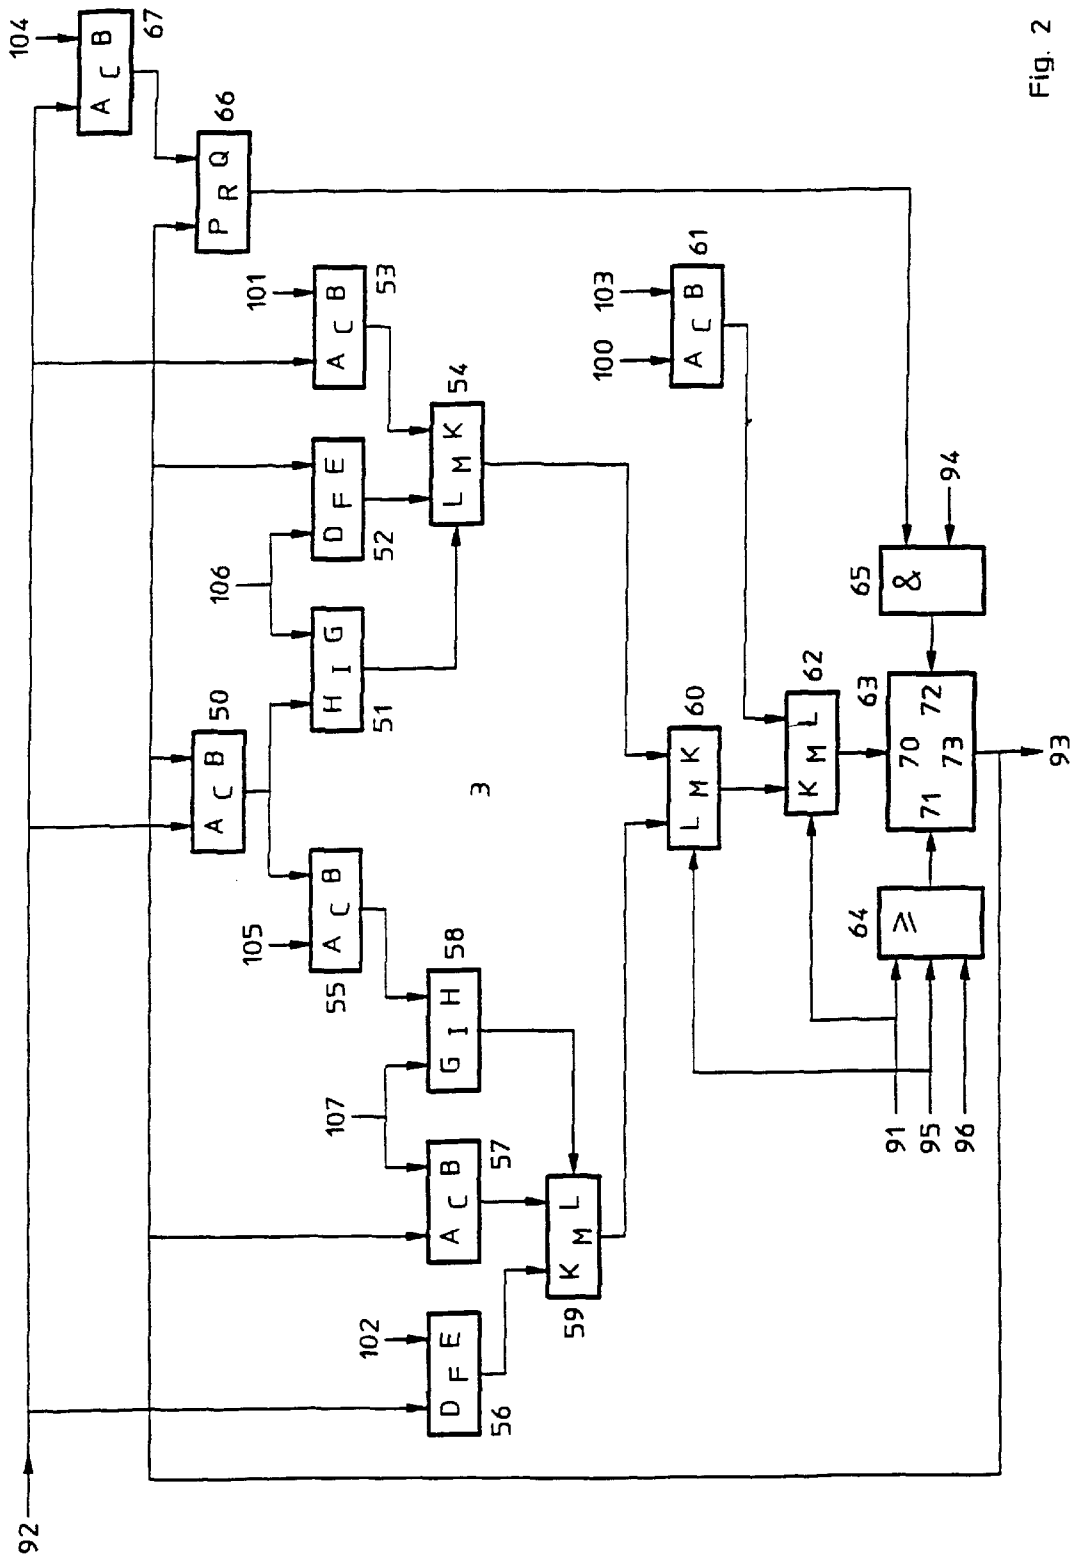 92
104
A C B
67
P R Q
66
A C B
50
106
H I G
51
D F E
52
101
A C B
53
L M K
54
105
A C B
55
107
G I H
58
A C B
57
102
D F E
56
K M L
59
3
L M K
60
100
103
A C B
61
K M L
62
70
71
72
73
63
≥
64
&
65
94
91
95
96
93
Fig. 2